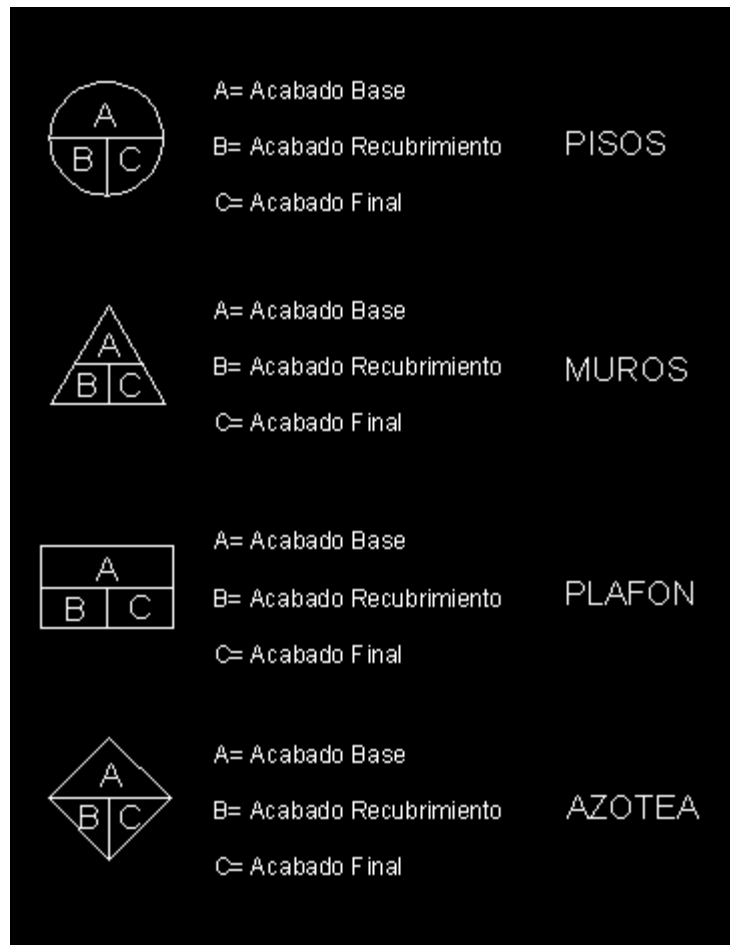 A
B C
A= Acabado Base
B= Acabado Recubrimiento
C= Acabado Final
PISOS
A
B C
A= Acabado Base
B= Acabado Recubrimiento
C= Acabado Final
MUROS
A
B C
A= Acabado Base
B= Acabado Recubrimiento
C= Acabado Final
PLAFON
A
B C
A= Acabado Base
B= Acabado Recubrimiento
C= Acabado Final
AZOTEA